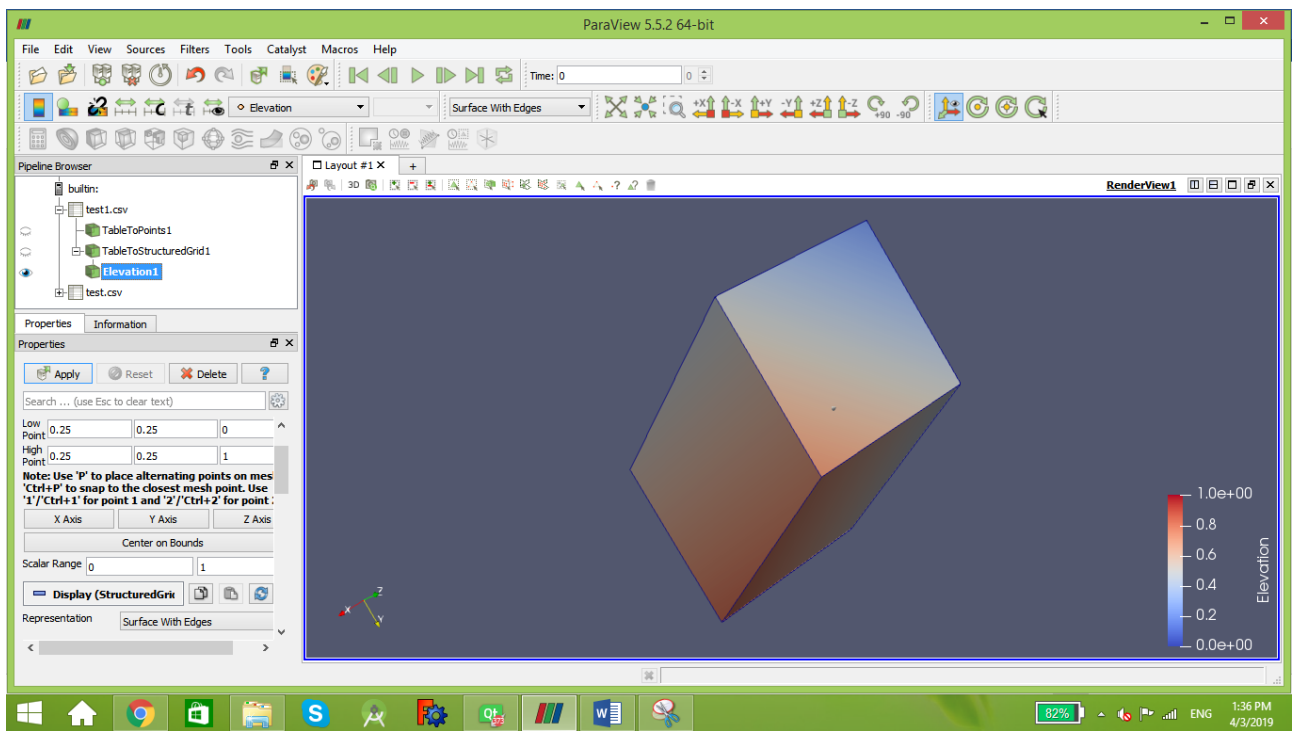 ParaView 5.5.2 64-bit
File Edit View Sources Filters Tools Catalyst Macros Help
Time: 0 0
Elevation Surface With Edges +X -X +Y -Y +Z -Z +90 -90
Pipeline Browser
Layout #1 +
3D RenderView1
builtin:
test1.csv
TableToPoints1
TableToStructuredGrid1
Elevation1
test.csv
Properties Information
Properties
Apply Reset Delete ?
Search ... (use Esc to clear text)
Low Point 0.25 0.25 0
High Point 0.25 0.25 1
Note: Use 'P' to place alternating points on mes
'Ctrl+P' to snap to the closest mesh point. Use
'1'/'Ctrl+1' for point 1 and '2'/'Ctrl+2' for point
X Axis Y Axis Z Axis
Center on Bounds
Scalar Range 0 1
Display (StructuredGri
Representation Surface With Edges
X Y Z
1.0e+00
0.8
0.6
0.4
0.2
0.0e+00
Elevation
82% ENG 1:36 PM
4/3/2019